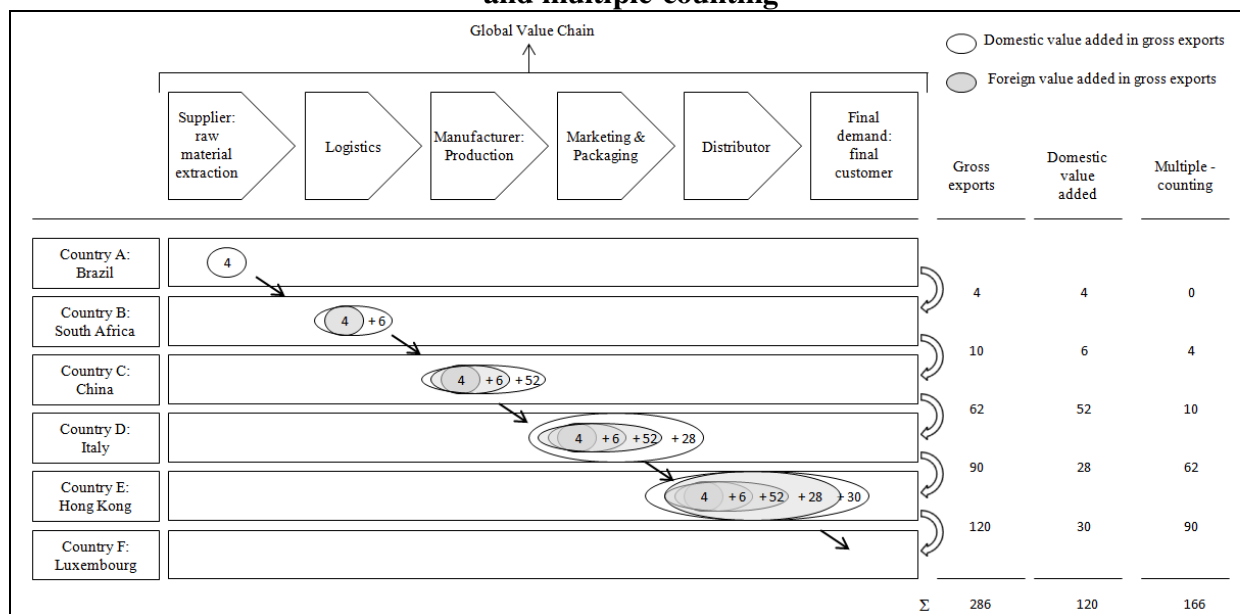 and multiple-counting
Global Value Chain
Domestic value added in gross exports
Foreign value added in gross exports
Supplier:
raw
material
extraction
Logistics
Manufacturer:
Production
Marketing &
Packaging
Distributor
Final
demand:
final
customer
Gross
exports
Domestic
value
added
Multiple -
counting
Country A:
Brazil
4
4 4 0
Country B:
South Africa
4 + 6
10 6 4
Country C:
China
4 + 6 + 52
62 52 10
Country D:
Italy
4 + 6 + 52 + 28
90 28 62
Country E:
Hong Kong
4 + 6 + 52 + 28 + 30
120 30 90
Country F:
Luxembourg
Σ 286 120 166